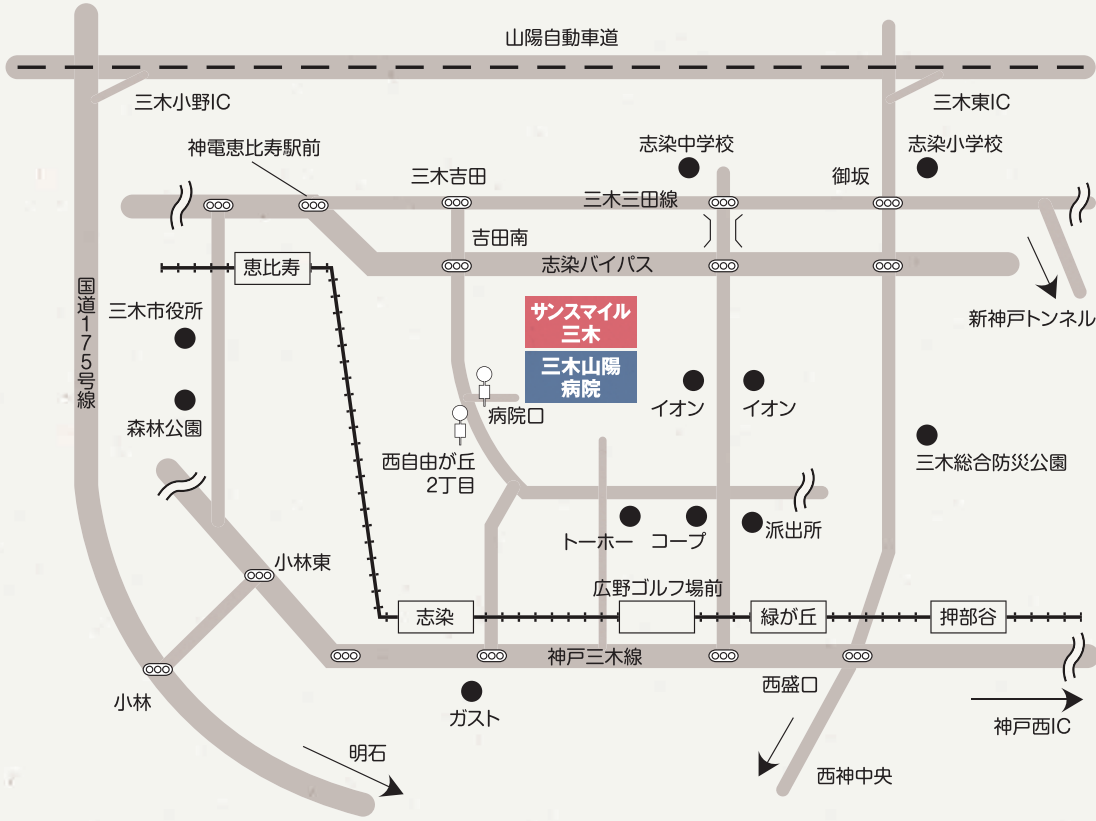 山陽自動車道
三木小野IC
三木東IC
志染中学校
志染小学校
神電恵比寿駅前
三木吉田
御坂
三木三田線
吉田南
志染バイパス
恵比寿
国道175号線
三木市役所
サンスマイル
三木
三木山陽
病院
新神戸トンネル
森林公園
病院口
イオン
イオン
西自由が丘
2丁目
三木総合防災公園
トーホー
コープ
派出所
小林東
広野ゴルフ場前
志染
緑が丘
押部谷
神戸三木線
小林
ガスト
西盛口
神戸西IC
明石
西神中央